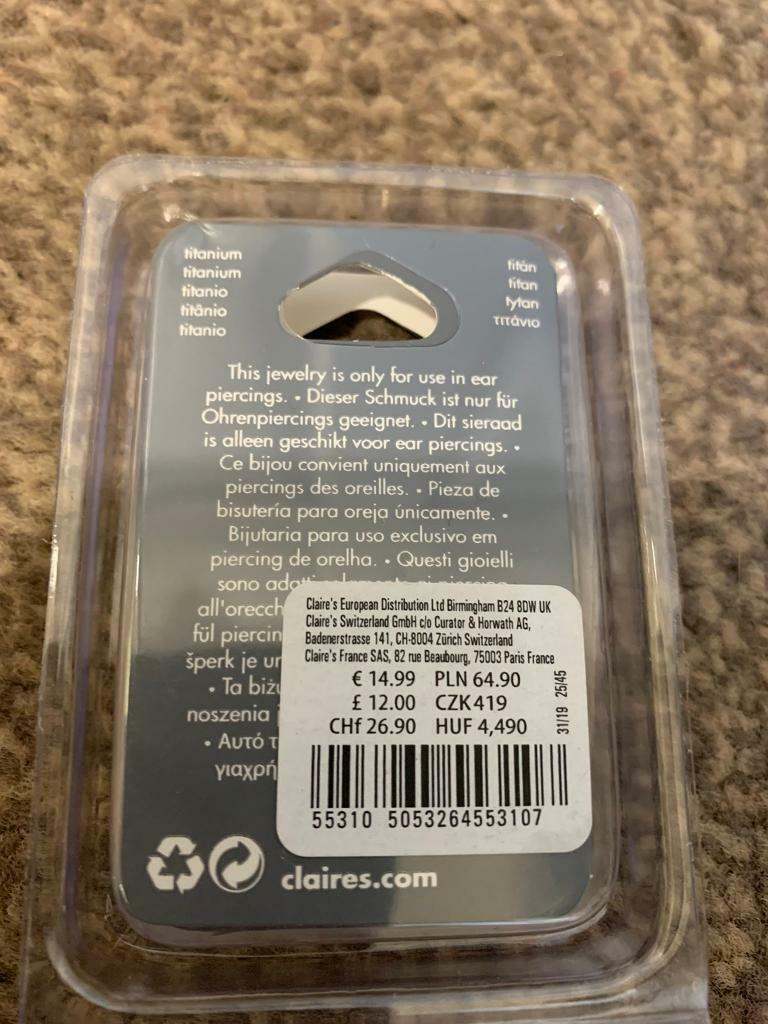 titanium
titanium
titanio
titânio
titanio
titán
titan
tytan
τιτάνιο
This jewelry is only for use in ear
piercings. • Dieser Schmuck ist nur für
Ohrenpiercings geeignet. • Dit sieraad
is alleen geschikt voor ear piercings. •
Ce bijou convient uniquement aux
piercings des oreilles. • Pieza de
bisutería para oreja únicamente. •
Bijutaria para uso exclusivo em
piercing de orelha. • Questi gioielli
sono
all'orecch
fül piercin
šperk je ur
• Ta biżu
noszenia
• Αυτό τ
γιαχρή
Claire's European Distribution Ltd Birmingham B24 8DW UK
Claire's Switzerland GmbH c/o Curator & Horwath AG,
Badenerstrasse 141, CH-8004 Zürich Switzerland
Claire's France SAS, 82 rue Beaubourg, 75003 Paris France
€ 14.99 PLN 64.90
£ 12.00 CZK 419
CHf 26.90 HUF 4,490
31/19 25/45
55310 5053264553107
claires.com